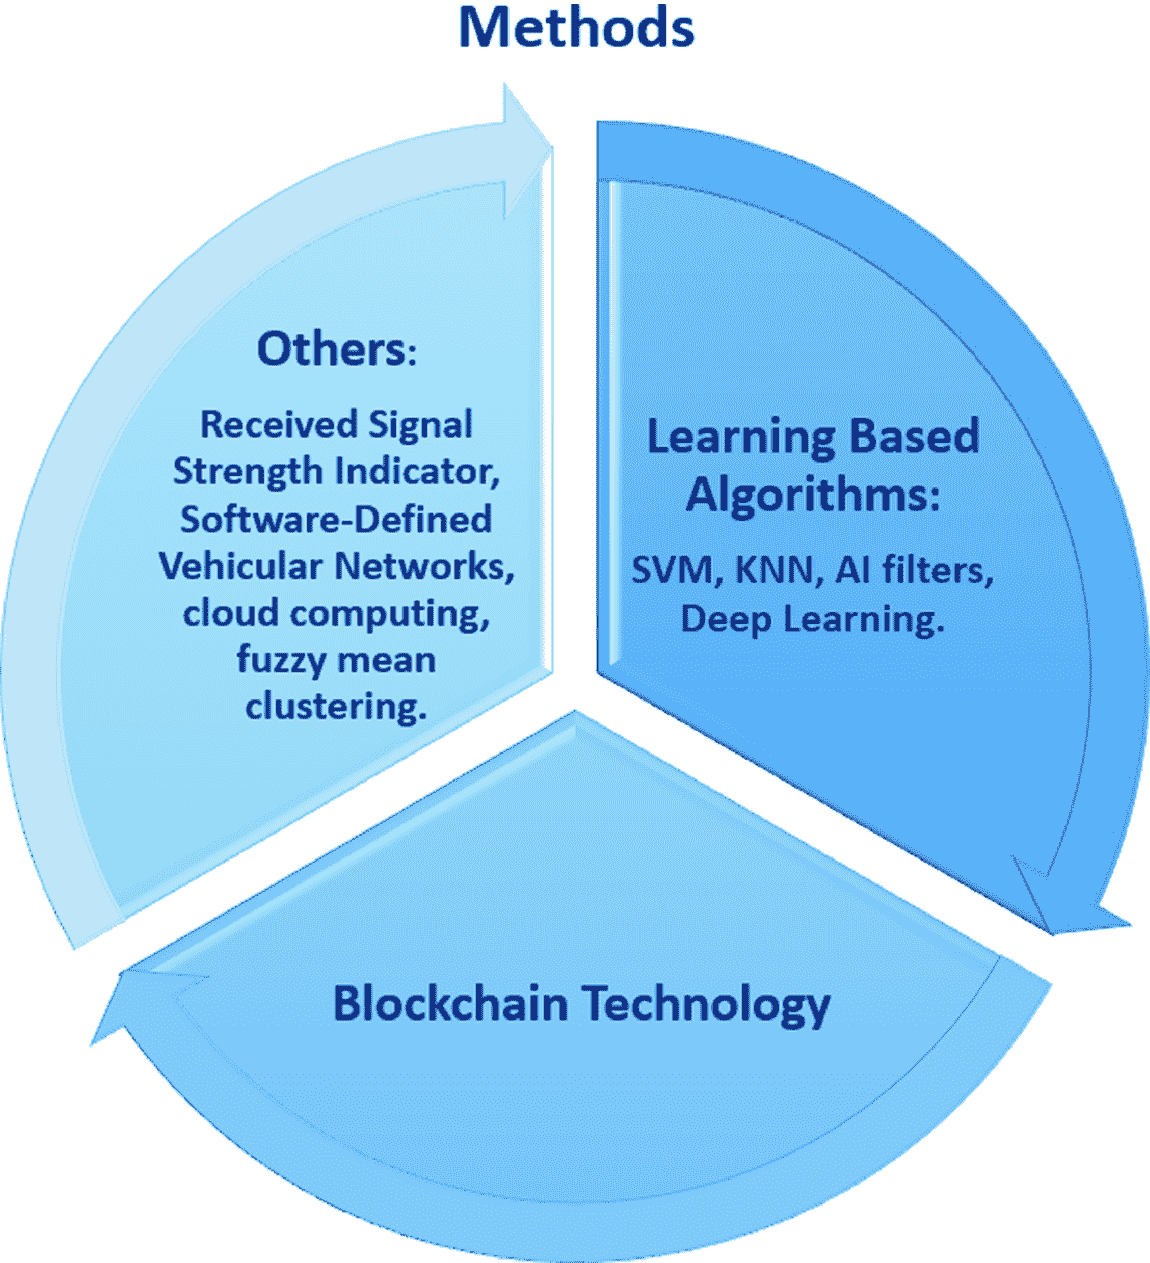 Methods
Others:
Received Signal
Strength Indicator,
Software-Defined
Vehicular Networks,
cloud computing,
fuzzy mean
clustering.
Learning Based
Algorithms:
SVM, KNN, AI filters,
Deep Learning.
Blockchain Technology